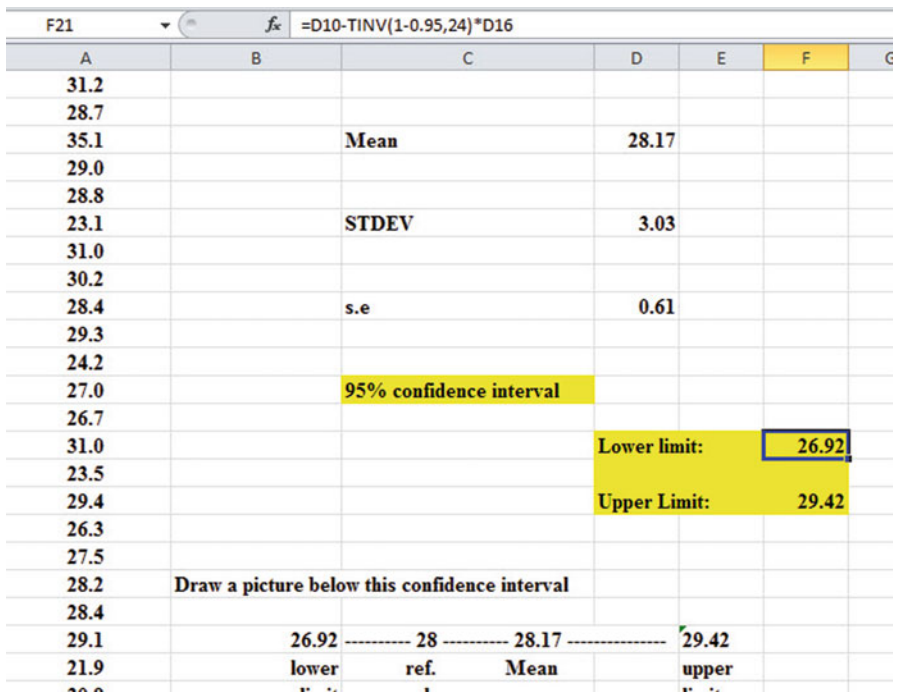 F21 fx =D10-TINV(1-0.95,24)*D16
A B C D E F
31.2
28.7
35.1 Mean 28.17
29.0
28.8
23.1 STDEV 3.03
31.0
30.2
28.4 s.e 0.61
29.3
24.2
27.0 95% confidence interval
26.7
31.0 Lower limit: 26.92
23.5
29.4 Upper Limit: 29.42
26.3
27.5
28.2 Draw a picture below this confidence interval
28.4
29.1 26.92 ---------- 28 ---------- 28.17 --------------- 29.42
21.9 lower ref. Mean upper